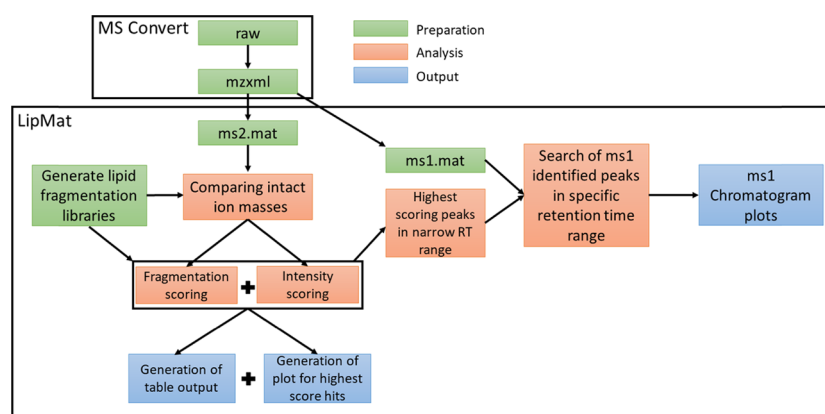 MS Convert
raw
mzxml
Preparation
Analysis
Output
LipMat
ms2.mat
ms1.mat
Generate lipid
fragmentation
libraries
Comparing intact
ion masses
Highest
scoring peaks
in narrow RT
range
Search of ms1
identified peaks
in specific
retention time
range
ms1
Chromatogram
plots
Fragmentation
scoring
+
Intensity
scoring
Generation of
table output
+
Generation of
plot for highest
score hits